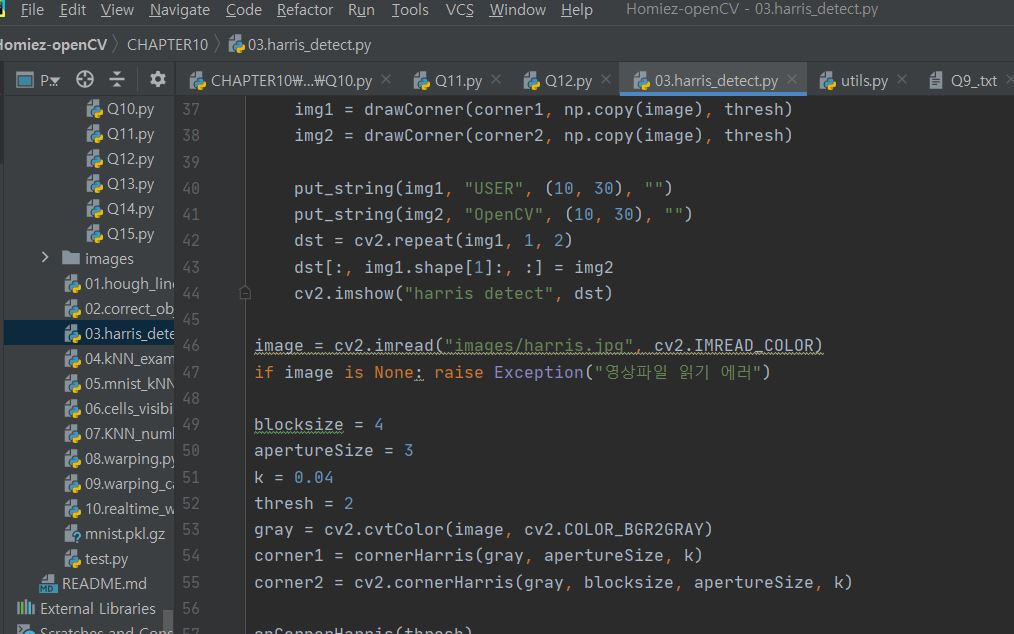 File Edit View Navigate Code Refactor Run Tools VCS Window Help Homiez-openCV - 03.harris_detect.py
Homiez-openCV CHAPTER10 03.harris_detect.py
P. CHAPTER10₩...₩Q10.py Q11.py Q12.py 03.harris_detect.py utils.py Q9_.txt
Q10.py
Q11.py
Q12.py
Q13.py
Q14.py
Q15.py
images
01.hough_line
02.correct_ob
03.harris_dete
04.kNN_exam
05.mnist_kNN
06.cells_visibi
07.KNN_numl
08.warping.py
09.warping_ca
10.realtime_w
mnist.pkl.gz
test.py
README.md
External Libraries
Scratches and Cons
37 img1 = drawCorner(corner1, np.copy(image), thresh)
38 img2 = drawCorner(corner2, np.copy(image), thresh)
39
40 put_string(img1, "USER", (10, 30), "")
41 put_string(img2, "OpenCV", (10, 30), "")
42 dst = cv2.repeat(img1, 1, 2)
43 dst[:, img1.shape[1]:, :] = img2
44 cv2.imshow("harris detect", dst)
45
46 image = cv2.imread("images/harris.jpg", cv2.IMREAD_COLOR)
47 if image is None: raise Exception("영상파일 읽기 에러")
48
49 blocksize = 4
50 apertureSize = 3
51 k = 0.04
52 thresh = 2
53 gray = cv2.cvtColor(image, cv2.COLOR_BGR2GRAY)
54 corner1 = cornerHarris(gray, apertureSize, k)
55 corner2 = cv2.cornerHarris(gray, blocksize, apertureSize, k)
56
57 onCornerHarris(thresh)